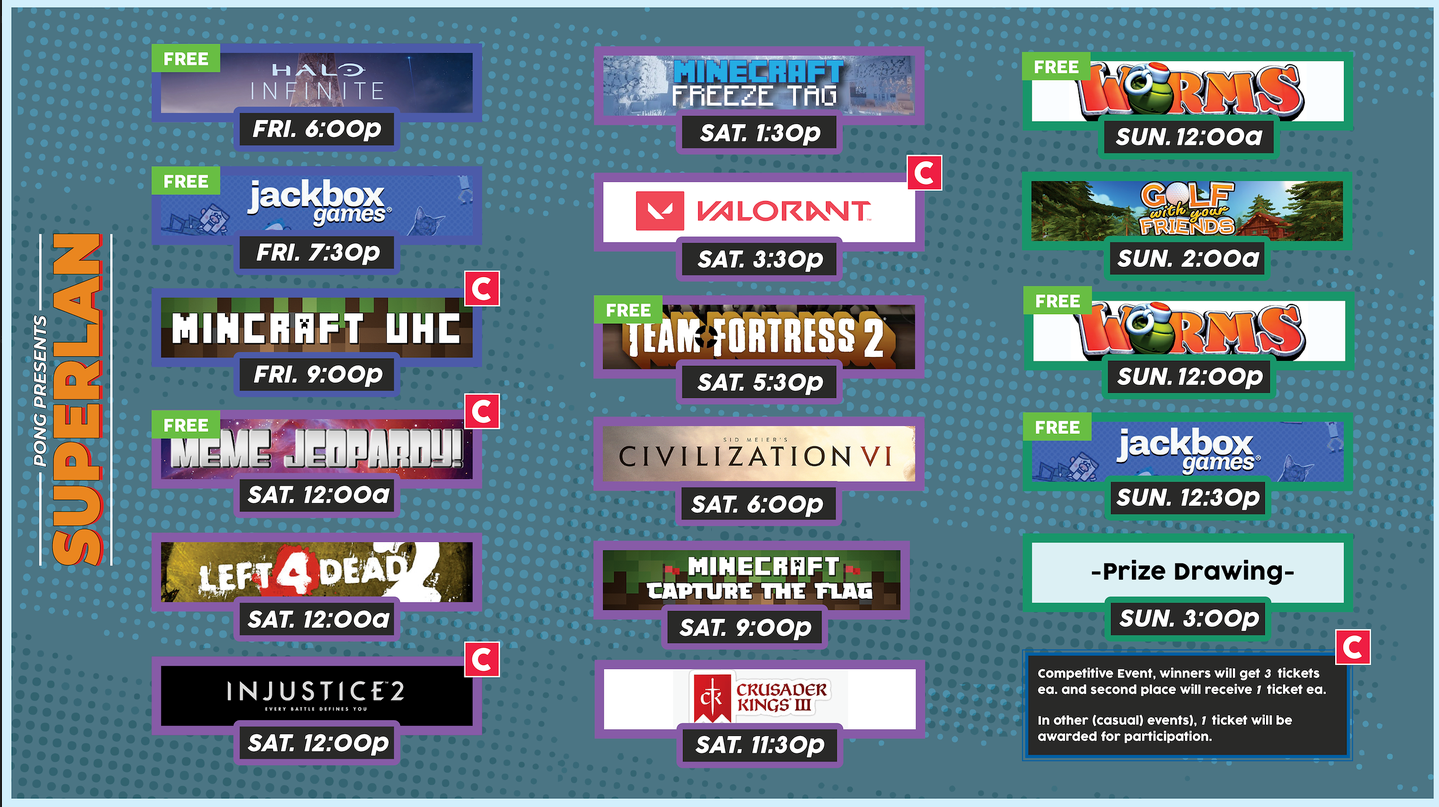 PONG PRESENTS
SUPERLAN
FREE
HALO
INFINITE
FRI. 6:00p
FREE
jackbox
games®
FRI. 7:30p
C
MINCRAFT UHC
FRI. 9:00p
C
FREE
MEME JEOPARDY!
SAT. 12:00a
LEFT 4 DEAD 2
SAT. 12:00a
C
INJUSTICE™2
EVERY BATTLE DEFINES YOU
SAT. 12:00p
MINECRAFT
FREEZE TAG
SAT. 1:30p
C
VALORANT™
SAT. 3:30p
FREE
TEAM FORTRESS 2
SAT. 5:30p
SID MEIER'S
CIVILIZATION VI
SAT. 6:00p
MINECRAFT
CAPTURE THE FLAG
SAT. 9:00p
CK
CRUSADER
KINGS III
SAT. 11:30p
FREE
WORMS
SUN. 12:00a
GOLF
with your
FRIENDS
SUN. 2:00a
FREE
WORMS
SUN. 12:00p
FREE
jackbox
games®
SUN. 12:30p
-Prize Drawing-
SUN. 3:00p
C
Competitive Event, winners will get 3 tickets
ea. and second place will receive 1 ticket ea.
In other (casual) events), 1 ticket will be
awarded for participation.